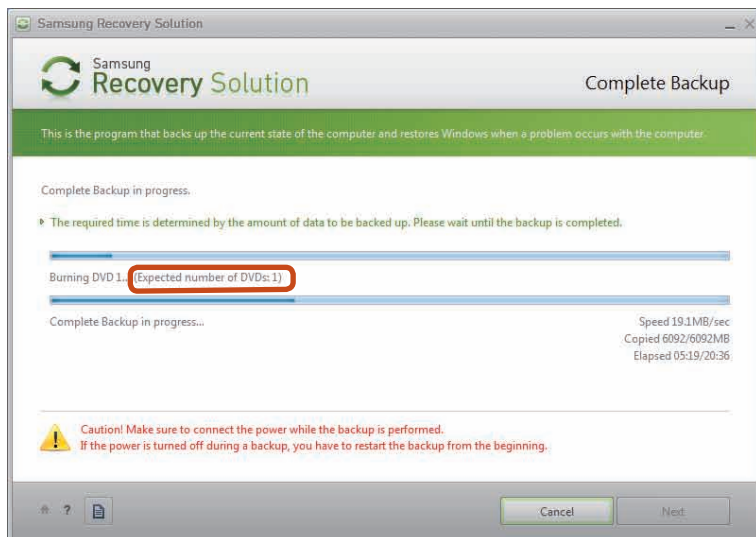 Samsung Recovery Solution
Samsung
Recovery Solution
Complete Backup
This is the program that backs up the current state of the computer and restores Windows when a problem occurs with the computer.
Complete Backup in progress.
The required time is determined by the amount of data to be backed up. Please wait until the backup is completed.
Burning DVD 1... (Expected number of DVDs: 1)
Complete Backup in progress...
Speed 19.1MB/sec
Copied 6092/6092MB
Elapsed 05:19/20:36
Caution! Make sure to connect the power while the backup is performed.
If the power is turned off during a backup, you have to restart the backup from the beginning.
?
Cancel
Next